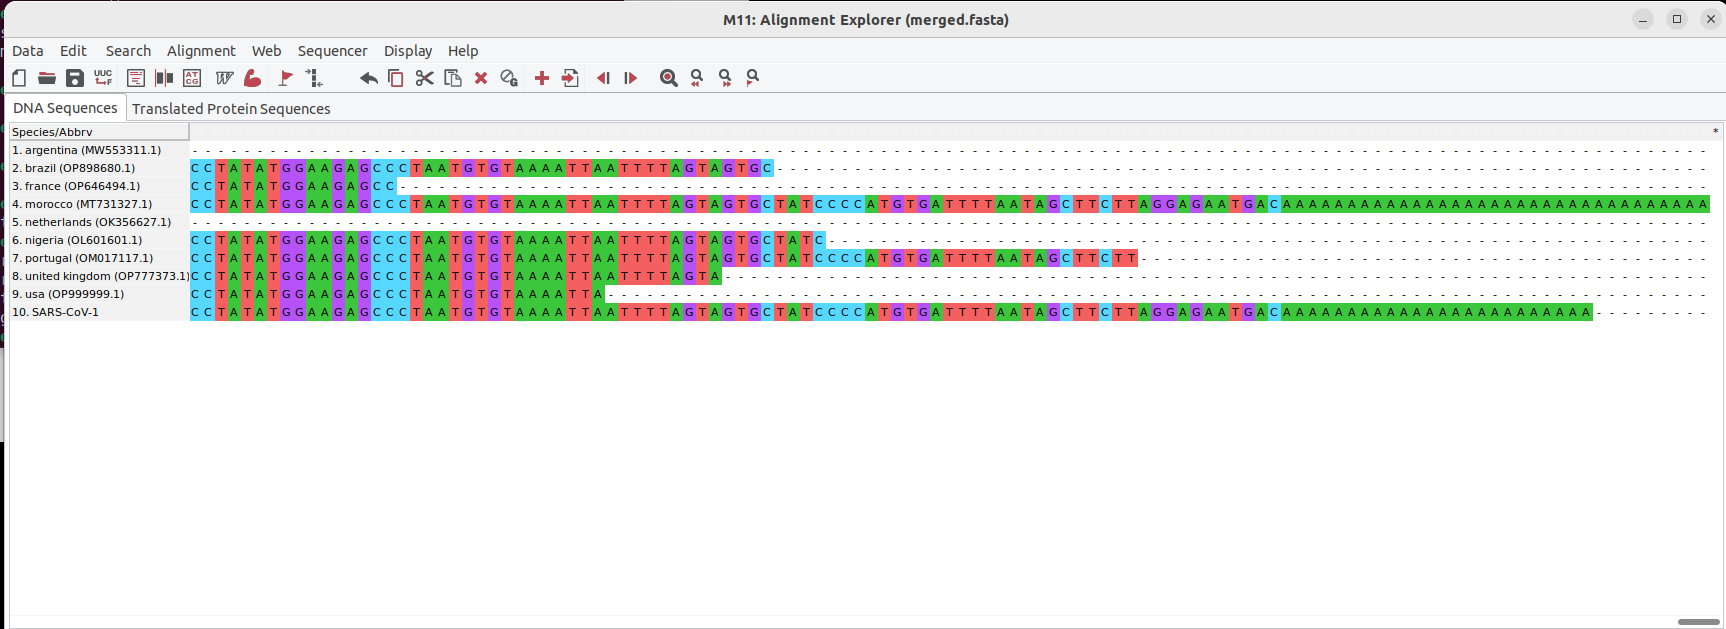 M11: Alignment Explorer (merged.fasta)
Data Edit Search Alignment Web Sequencer Display Help
DNA Sequences Translated Protein Sequences
Species/Abbrv *
1. argentina (MW553311.1) - - - - - - - - - - - - - - - - - - - - - - - - - - - - - - - - - - - - - - - - - - - - - - - - - - - - - - - - - - - - - - - - - - - - - - - - - - - - - - - - - - - - - - - - - - - - - - - - - - - - - - - - - - - - - - - - - - - - -
2. brazil (OP898680.1) C C T A T A T G G A A G A G C C C T A A T G T G T A A A A T T A A T T T T A G T A G T G C - - - - - - - - - - - - - - - - - - - - - - - - - - - - - - - - - - - - - - - - - - - - - - - - - - - - - - - - - - - - - - - - - - - - - - - -
3. france (OP646494.1) C C T A T A T G G A A G A G C C - - - - - - - - - - - - - - - - - - - - - - - - - - - - - - - - - - - - - - - - - - - - - - - - - - - - - - - - - - - - - - - - - - - - - - - - - - - - - - - - - - - - - - - - - - - - - - - - - - - - -
4. morocco (MT731327.1) C C T A T A T G G A A G A G C C C T A A T G T G T A A A A T T A A T T T T A G T A G T G C T A T C C C C A T G T G A T T T T A A T A G C T T C T T A G G A G A A T G A C A A A A A A A A A A A A A A A A A A A A A A A A A A A A A A A A A
5. netherlands (OK356627.1) - - - - - - - - - - - - - - - - - - - - - - - - - - - - - - - - - - - - - - - - - - - - - - - - - - - - - - - - - - - - - - - - - - - - - - - - - - - - - - - - - - - - - - - - - - - - - - - - - - - - - - - - - - - - - - - - - - - - -
6. nigeria (OL601601.1) C C T A T A T G G A A G A G C C C T A A T G T G T A A A A T T A A T T T T A G T A G T G C T A T C - - - - - - - - - - - - - - - - - - - - - - - - - - - - - - - - - - - - - - - - - - - - - - - - - - - - - - - - - - - - - - - - - - - -
7. portugal (OM017117.1) C C T A T A T G G A A G A G C C C T A A T G T G T A A A A T T A A T T T T A G T A G T G C T A T C C C C A T G T G A T T T T A A T A G C T T C T T - - - - - - - - - - - - - - - - - - - - - - - - - - - - - - - - - - - - - - - - - - - -
8. united kingdom (OP777373.1) C C T A T A T G G A A G A G C C C T A A T G T G T A A A A T T A A T T T T A G T A - - - - - - - - - - - - - - - - - - - - - - - - - - - - - - - - - - - - - - - - - - - - - - - - - - - - - - - - - - - - - - - - - - - - - - - - - - - -
9. usa (OP999999.1) C C T A T A T G G A A G A G C C C T A A T G T G T A A A A T T A - - - - - - - - - - - - - - - - - - - - - - - - - - - - - - - - - - - - - - - - - - - - - - - - - - - - - - - - - - - - - - - - - - - - - - - - - - - - - - - - - - - - -
10. SARS-CoV-1 C C T A T A T G G A A G A G C C C T A A T G T G T A A A A T T A A T T T T A G T A G T G C T A T C C C C A T G T G A T T T T A A T A G C T T C T T A G G A G A A T G A C A A A A A A A A A A A A A A A A A A A A A A A A - - - - - - - - -